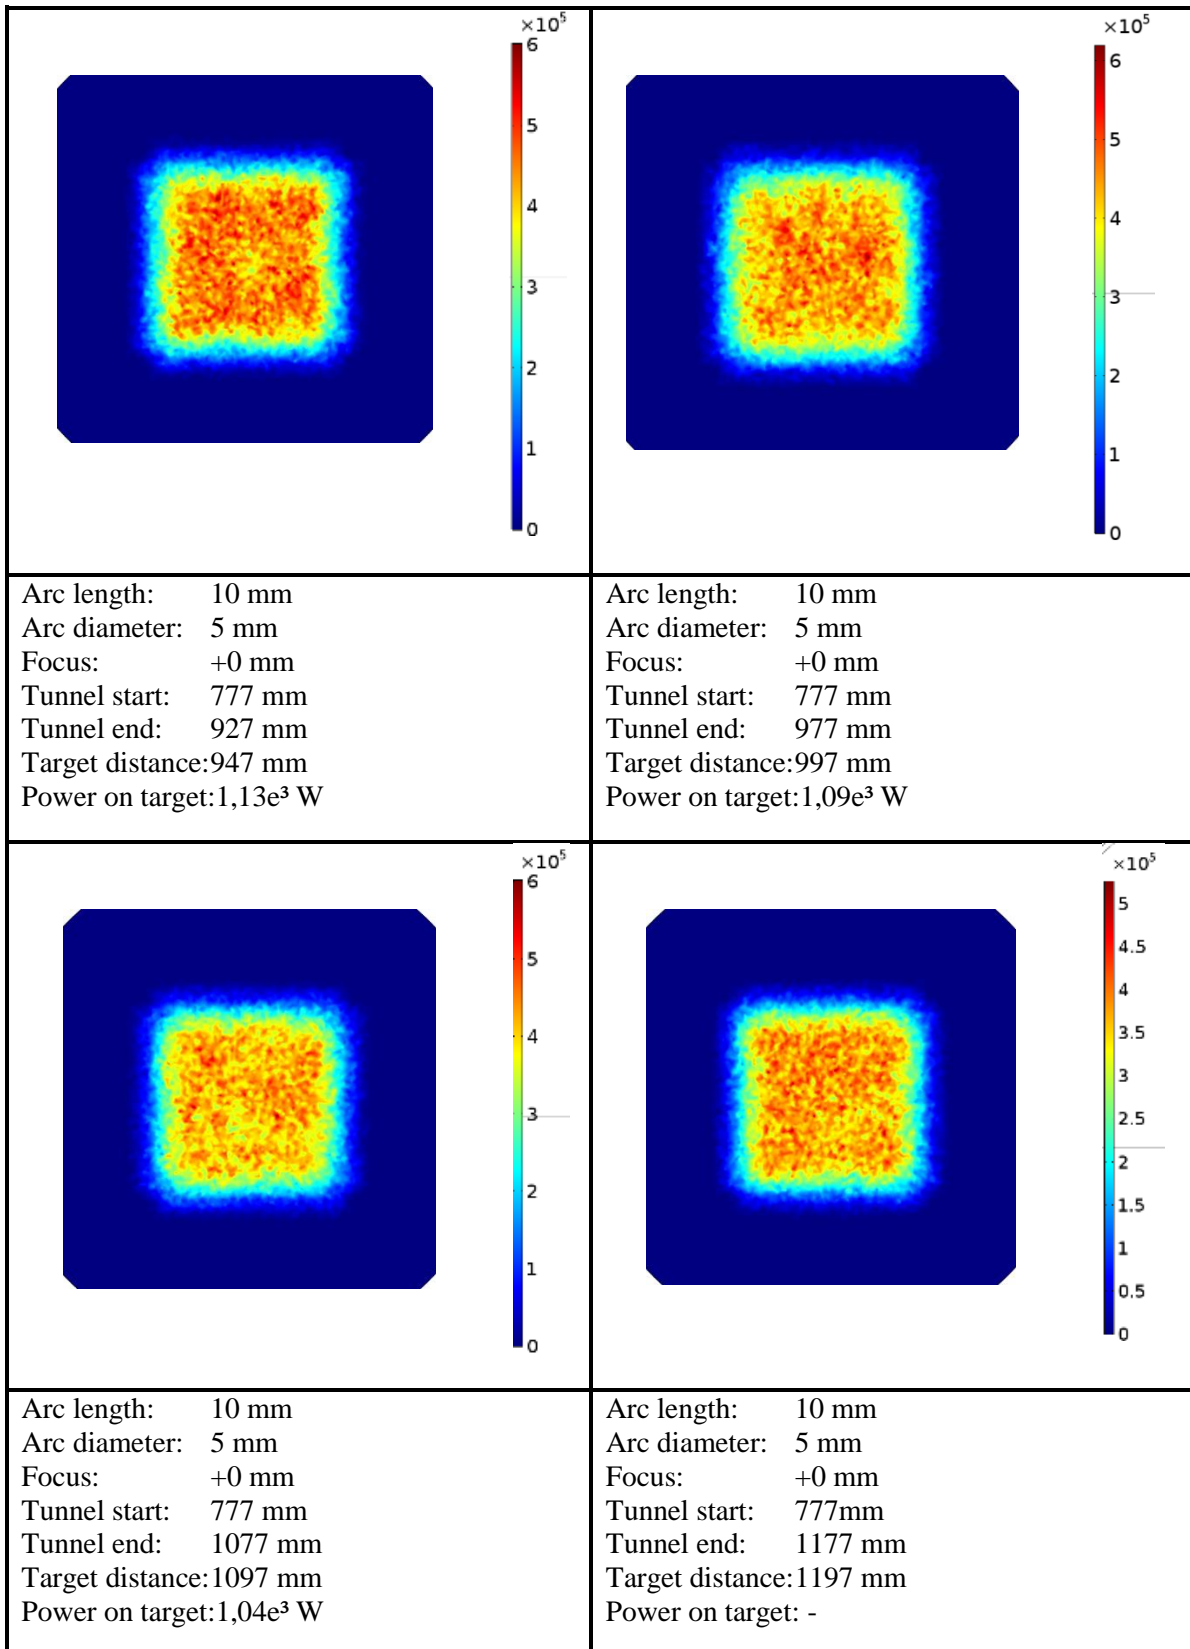 ×10⁵
6
5
4
3
2
1
0
×10⁵
6
5
4
3
2
1
0
Arc length: 10 mm
Arc diameter: 5 mm
Focus: +0 mm
Tunnel start: 777 mm
Tunnel end: 927 mm
Target distance:947 mm
Power on target:1,13e³ W
Arc length: 10 mm
Arc diameter: 5 mm
Focus: +0 mm
Tunnel start: 777 mm
Tunnel end: 977 mm
Target distance:997 mm
Power on target:1,09e³ W
×10⁵
6
5
4
3
2
1
0
×10⁵
5
4.5
4
3.5
3
2.5
2
1.5
1
0.5
0
Arc length: 10 mm
Arc diameter: 5 mm
Focus: +0 mm
Tunnel start: 777 mm
Tunnel end: 1077 mm
Target distance:1097 mm
Power on target:1,04e³ W
Arc length: 10 mm
Arc diameter: 5 mm
Focus: +0 mm
Tunnel start: 777mm
Tunnel end: 1177 mm
Target distance:1197 mm
Power on target: -